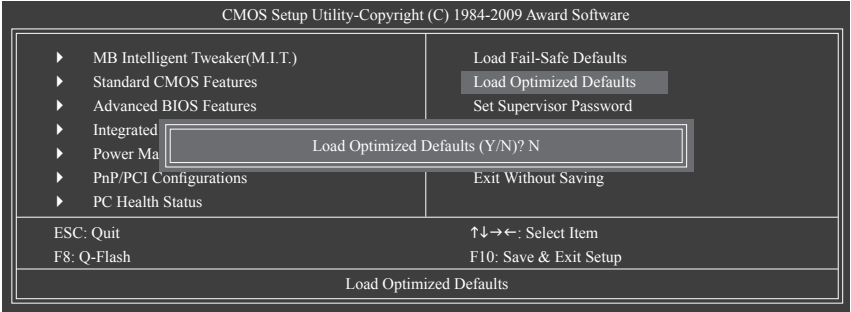 CMOS Setup Utility-Copyright (C) 1984-2009 Award Software
MB Intelligent Tweaker(M.I.T.)
Standard CMOS Features
Advanced BIOS Features
Integrated
Power Ma
PnP/PCI Configurations
PC Health Status
Load Fail-Safe Defaults
Load Optimized Defaults
Set Supervisor Password
Exit Without Saving
Load Optimized Defaults (Y/N)? N
ESC: Quit
F8: Q-Flash
↑↓→←: Select Item
F10: Save & Exit Setup
Load Optimized Defaults